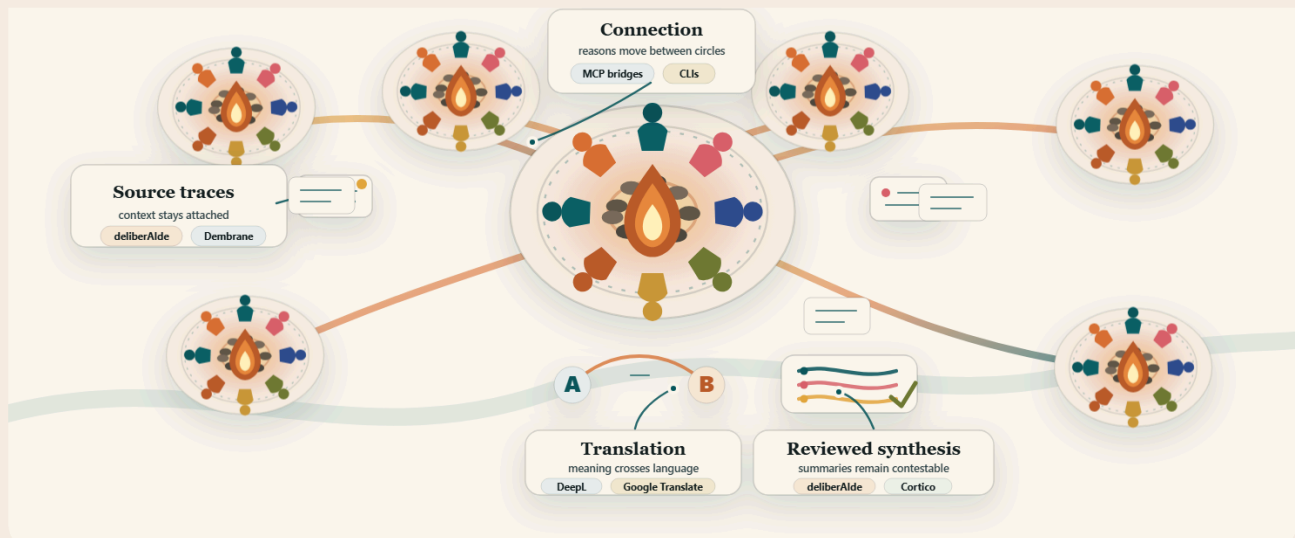 Connection
reasons move between circles
MCP bridges
CLIs
Source traces
context stays attached
deliberAIde
Dembrane
A
B
Translation
meaning crosses language
DeepL
Google Translate
Reviewed synthesis
summaries remain contestable
deliberAIde
Cortico